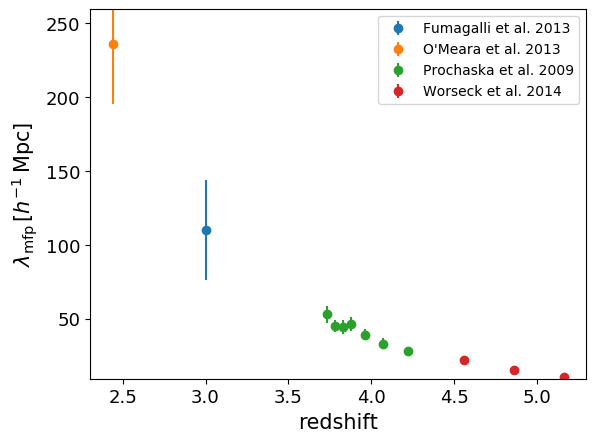 Fumagalli et al. 2013
O'Meara et al. 2013
Prochaska et al. 2009
Worseck et al. 2014
250
200
150
100
50
λ_mfp [h⁻¹ Mpc]
2.5 3.0 3.5 4.0 4.5 5.0
redshift